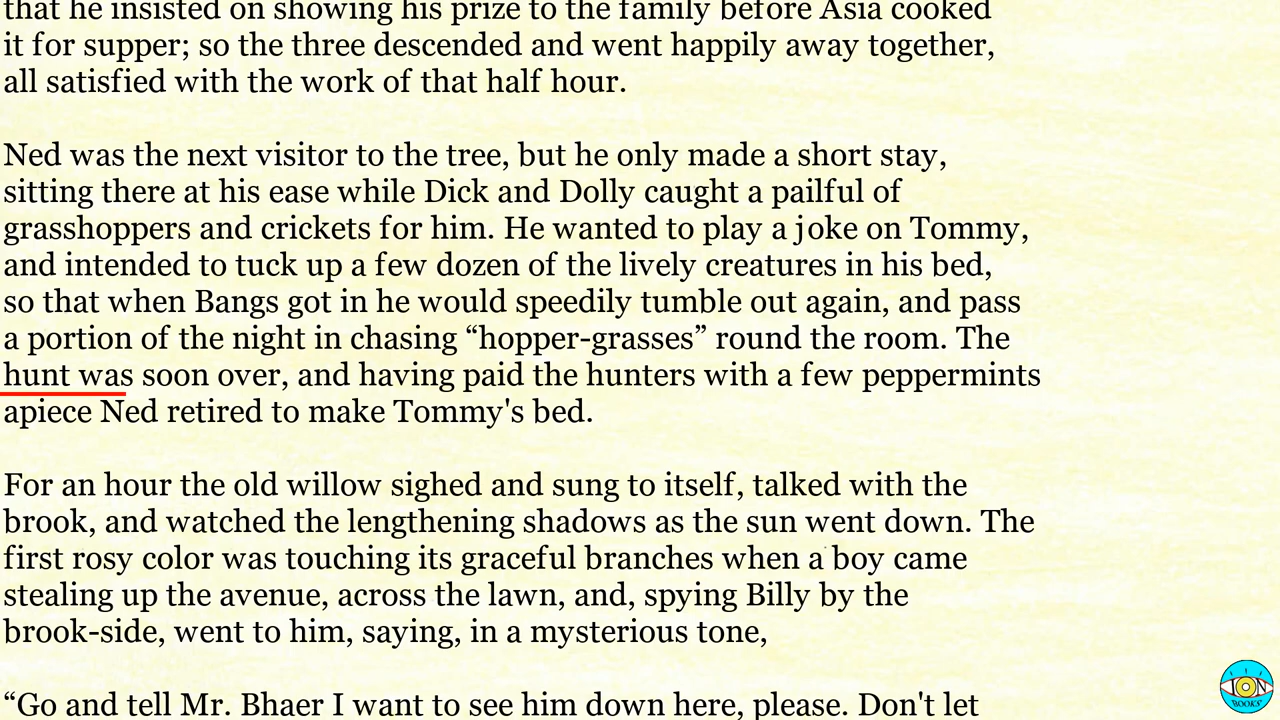 that he insisted on showing his prize to the family before Asia cooked
it for supper; so the three descended and went happily away together,
all satisfied with the work of that half hour.
Ned was the next visitor to the tree, but he only made a short stay,
sitting there at his ease while Dick and Dolly caught a pailful of
grasshoppers and crickets for him. He wanted to play a joke on Tommy,
and intended to tuck up a few dozen of the lively creatures in his bed,
so that when Bangs got in he would speedily tumble out again, and pass
a portion of the night in chasing “hopper-grasses” round the room. The
hunt was soon over, and having paid the hunters with a few peppermints
apiece Ned retired to make Tommy's bed.
For an hour the old willow sighed and sung to itself, talked with the
brook, and watched the lengthening shadows as the sun went down. The
first rosy color was touching its graceful branches when a boy came
stealing up the avenue, across the lawn, and, spying Billy by the
brook-side, went to him, saying, in a mysterious tone,
“Go and tell Mr. Bhaer I want to see him down here, please. Don't let
ION
BOOKS